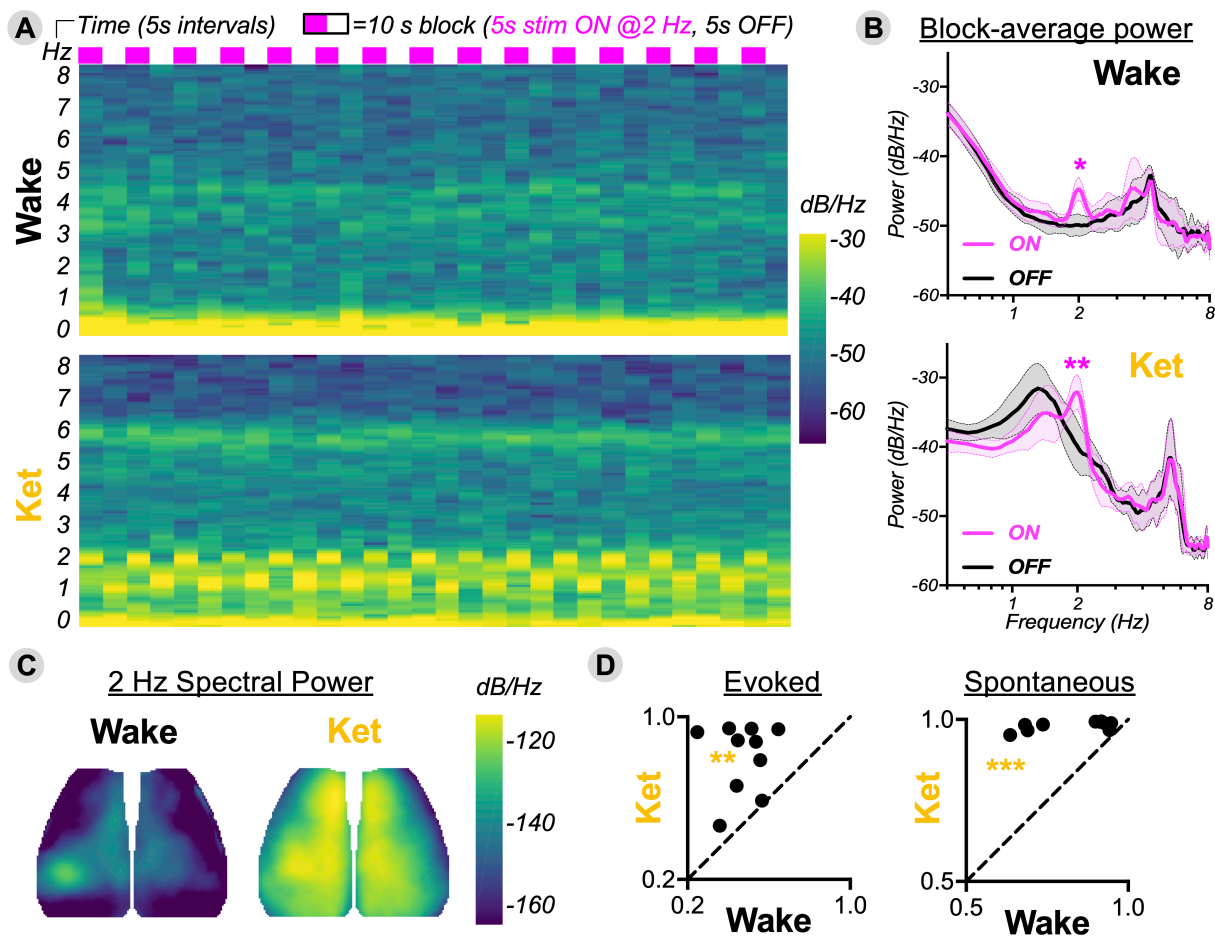 A
Time (5s intervals)
=10 s block (5s stim ON @2 Hz, 5s OFF)
Hz
8
7
6
5
4
3
2
1
0
Wake
8
7
6
5
4
3
2
1
0
Ket
dB/Hz
-30
-40
-50
-60
B
Block-average power
Wake
Power (dB/Hz)
-30
-40
-50
-60
*
ON
OFF
1
2
8
Ket
Power (dB/Hz)
-30
-40
-50
-60
**
ON
OFF
1
2
8
Frequency (Hz)
C
2 Hz Spectral Power
Wake
Ket
dB/Hz
-120
-140
-160
D
Evoked
1.0
Ket
**
0.2
0.2
1.0
Wake
Spontaneous
1.0
Ket
***
0.5
0.5
1.0
Wake